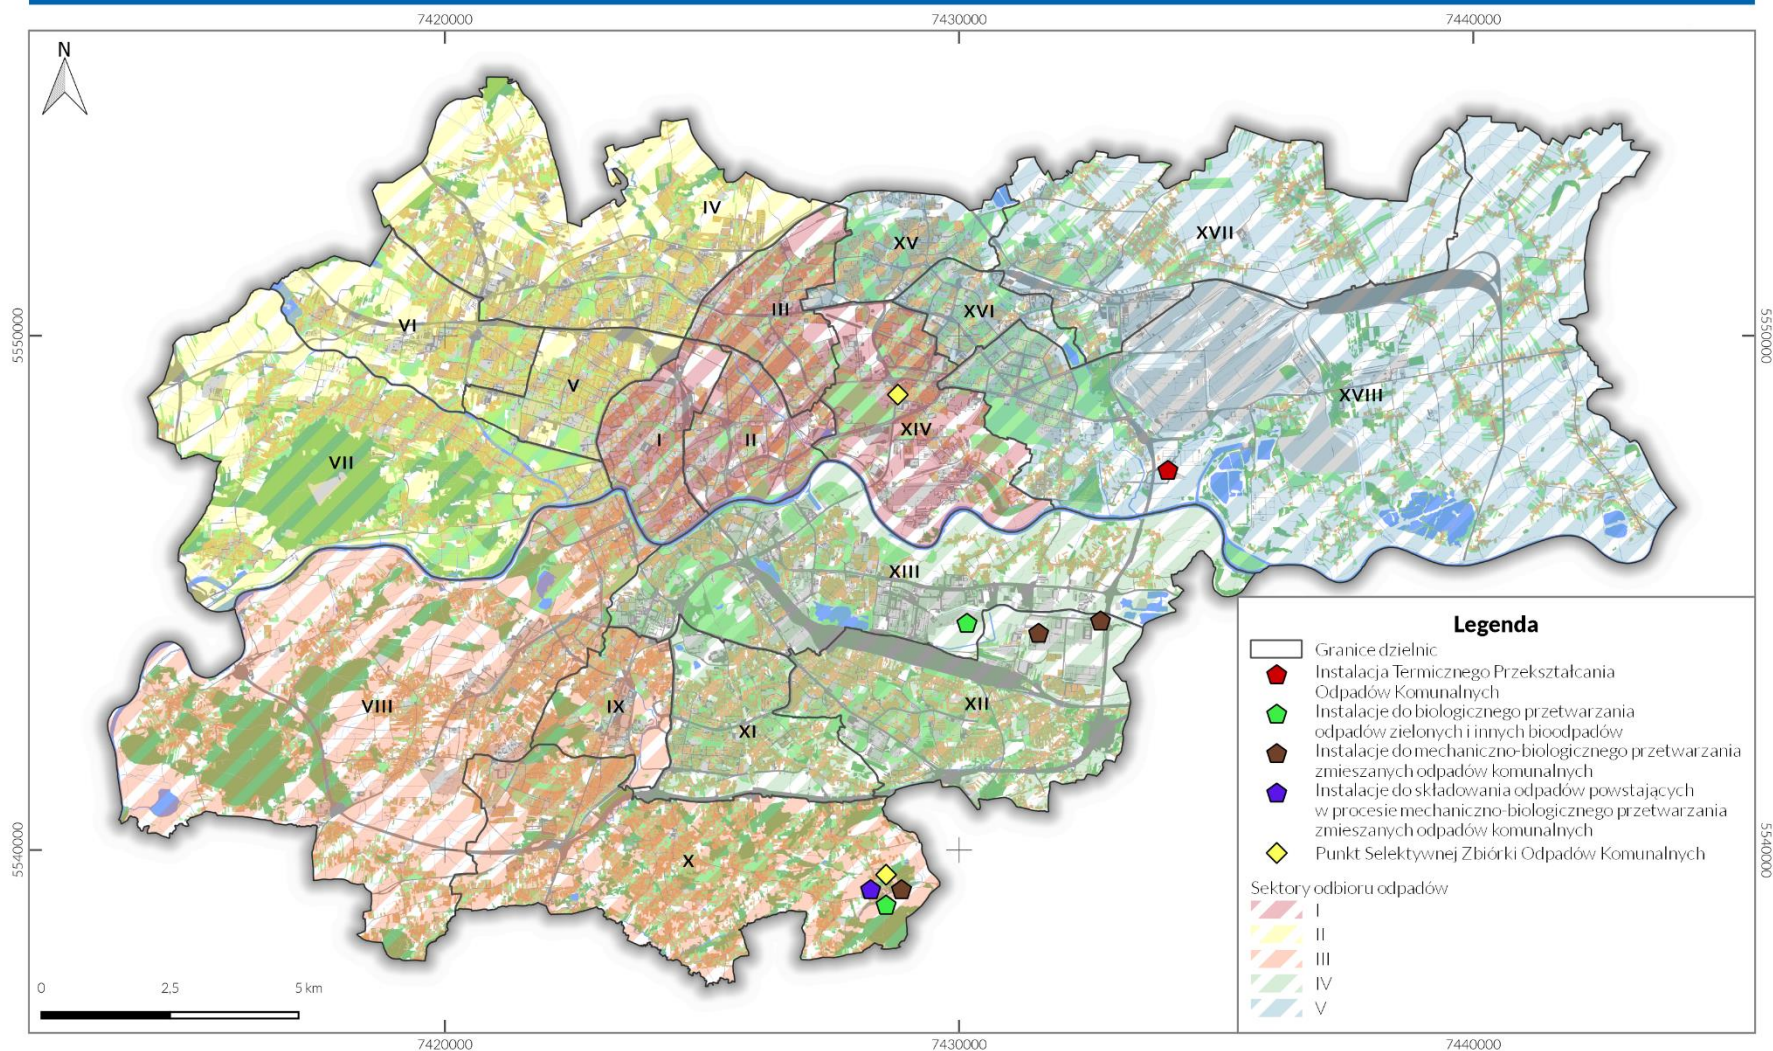 7420000 7430000 7440000
N
IV
XV
XVII
III
XVI
VI
5550000 5550000
V
XVIII
XIV
I II
VII
XIII
VIII IX XII
XI
X
5540000 5540000
Legenda
Granice dzielnic
Instalacja Termicznego Przekształcania
Odpadów Komunalnych
Instalacje do biologicznego przetwarzania
odpadów zielonych i innych bioodpadów
Instalacje do mechaniczno-biologicznego przetwarzania
zmieszanych odpadów komunalnych
Instalacje do składowania odpadów powstających
w procesie mechaniczno-biologicznego przetwarzania
zmieszanych odpadów komunalnych
Punkt Selektywnej Zbiórki Odpadów Komunalnych
Sektory odbioru odpadów
I
II
III
IV
V
0 2,5 5 km
7420000 7430000 7440000